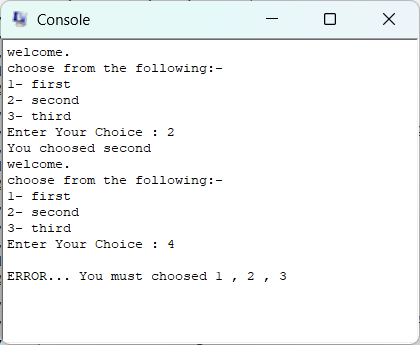 Console
welcome.
choose from the following:-
1- first
2- second
3- third
Enter Your Choice : 2
You choosed second
welcome.
choose from the following:-
1- first
2- second
3- third
Enter Your Choice : 4
ERROR... You must choosed 1 , 2 , 3